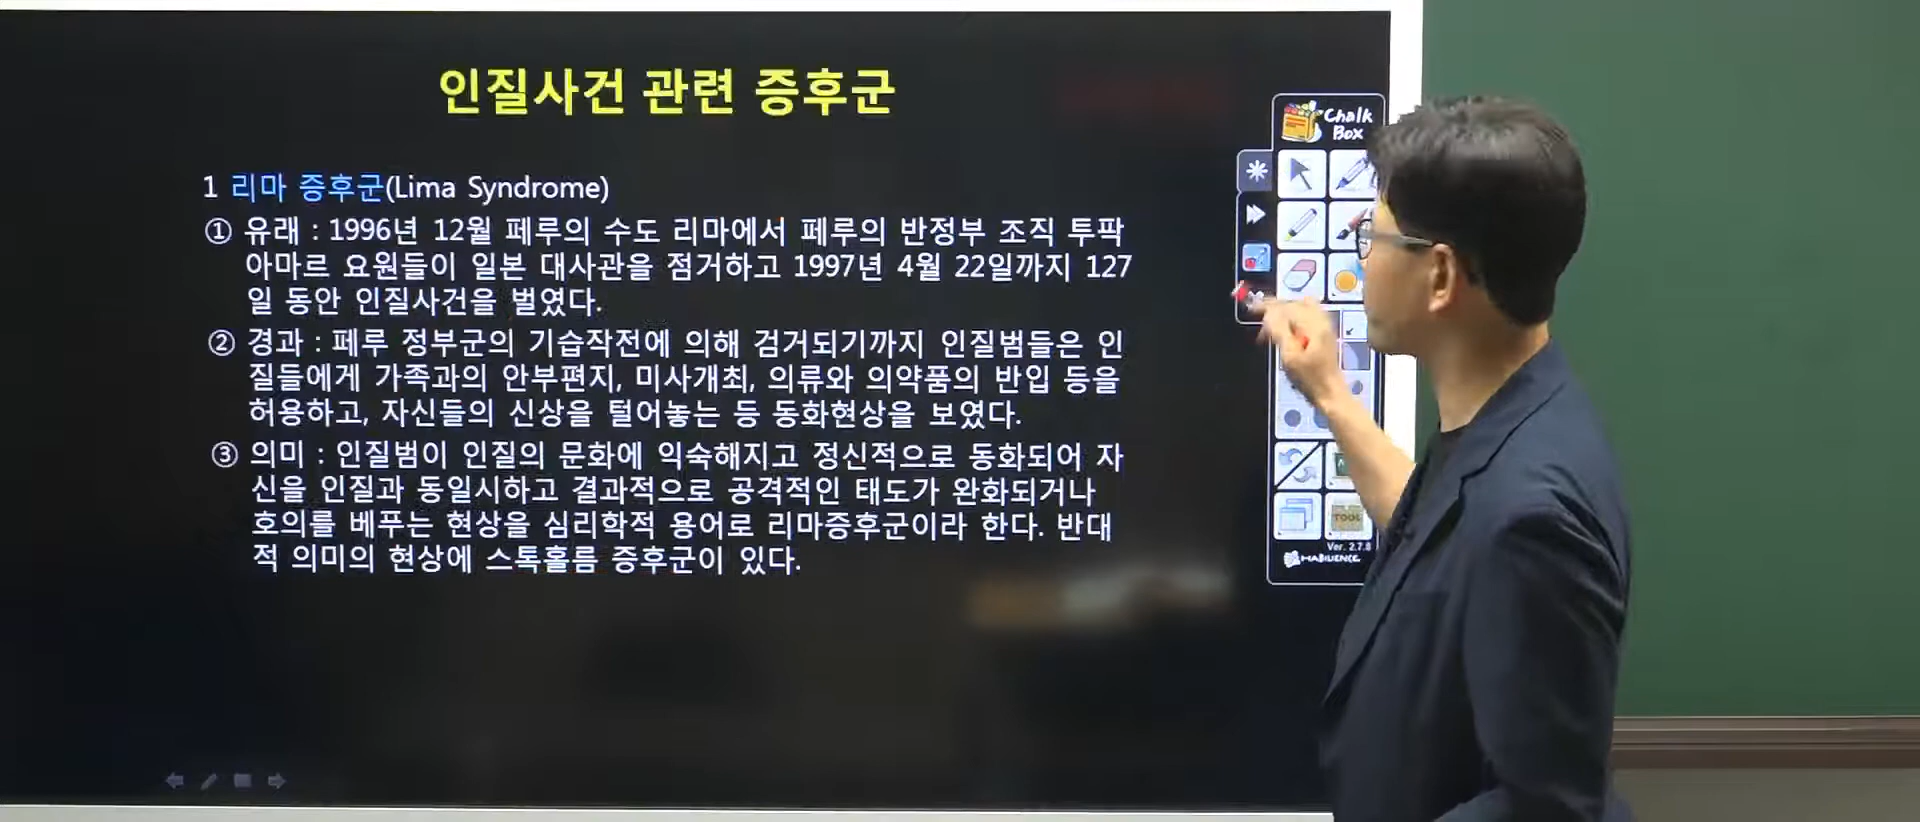 인질사건 관련 증후군
1 리마 증후군(Lima Syndrome)
① 유래 : 1996년 12월 페루의 수도 리마에서 페루의 반정부 조직 투팍
아마르 요원들이 일본 대사관을 점거하고 1997년 4월 22일까지 127
일 동안 인질사건을 벌였다.
② 경과 : 페루 정부군의 기습작전에 의해 검거되기까지 인질범들은 인
질들에게 가족과의 안부편지, 미사개최, 의류와 의약품의 반입 등을
허용하고, 자신들의 신상을 털어놓는 등 동화현상을 보였다.
③ 의미 : 인질범이 인질의 문화에 익숙해지고 정신적으로 동화되어 자
신을 인질과 동일시하고 결과적으로 공격적인 태도가 완화되거나
호의를 베푸는 현상을 심리학적 용어로 리마증후군이라 한다. 반대
적 의미의 현상에 스톡홀름 증후군이 있다.
Chalk
Box
TOOL
Ver. 2.7.8